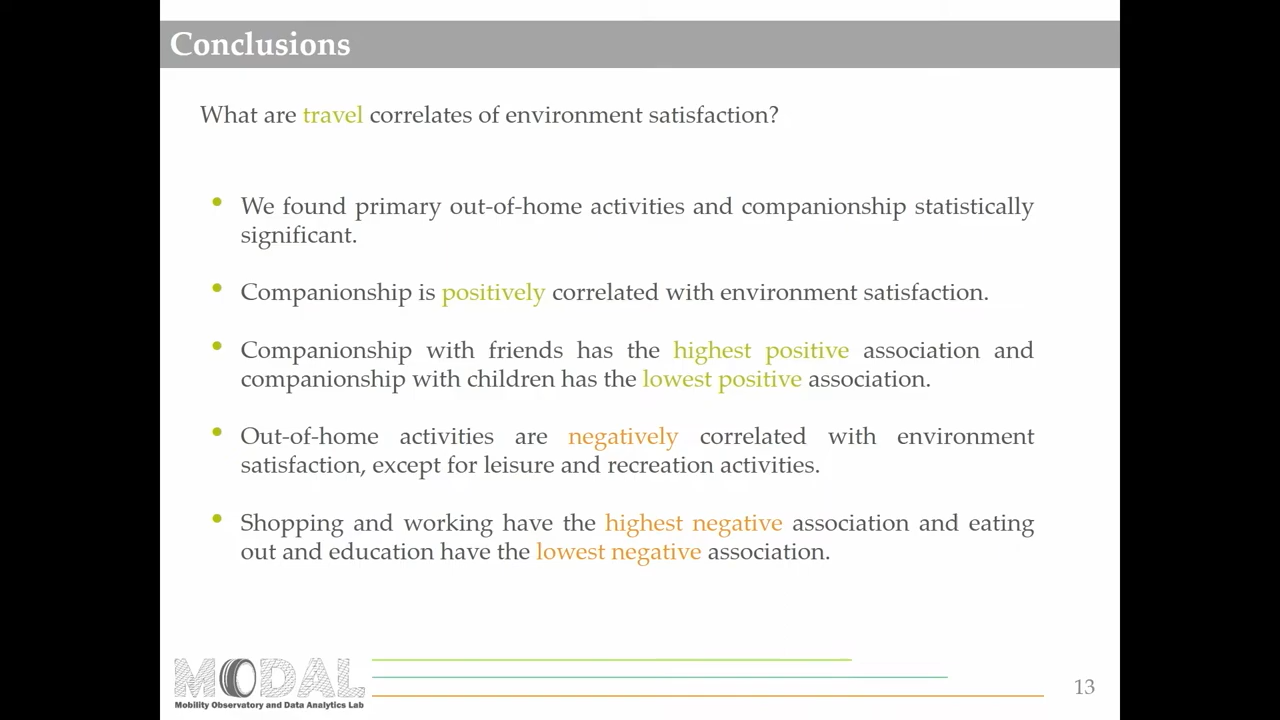 Conclusions
What are travel correlates of environment satisfaction?
• We found primary out-of-home activities and companionship statistically
significant.
• Companionship is positively correlated with environment satisfaction.
• Companionship with friends has the highest positive association and
companionship with children has the lowest positive association.
• Out-of-home activities are negatively correlated with environment
satisfaction, except for leisure and recreation activities.
• Shopping and working have the highest negative association and eating
out and education have the lowest negative association.
MODAL
Mobility Observatory and Data Analytics Lab
13